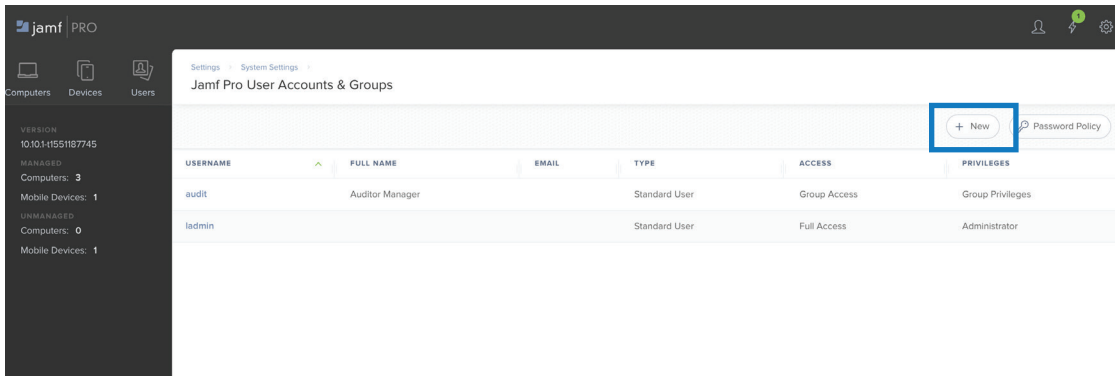 jamf PRO
1
Computers Devices Users
Settings System Settings
Jamf Pro User Accounts & Groups
+ New Password Policy
VERSION
10.10.1-t1551187745
MANAGED
Computers: 3
Mobile Devices: 1
UNMANAGED
Computers: 0
Mobile Devices: 1
USERNAME FULL NAME EMAIL TYPE ACCESS PRIVILEGES
audit Auditor Manager Standard User Group Access Group Privileges
ladmin Standard User Full Access Administrator